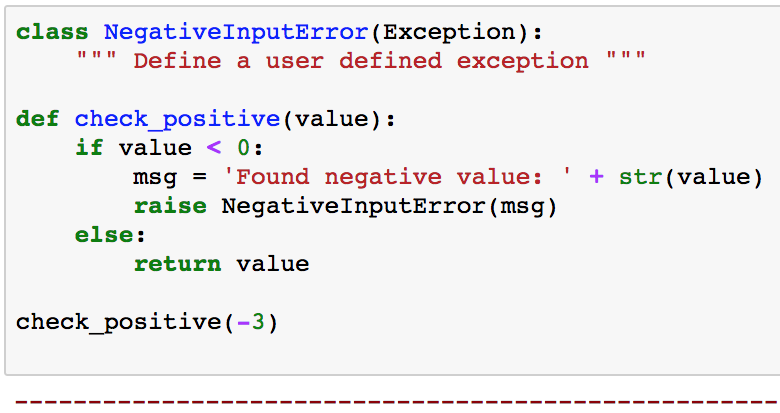 class NegativeInputError(Exception):
    """ Define a user defined exception """
def check_positive(value):
    if value < 0:
        msg = 'Found negative value: ' + str(value)
        raise NegativeInputError(msg)
    else:
        return value
check_positive(-3)